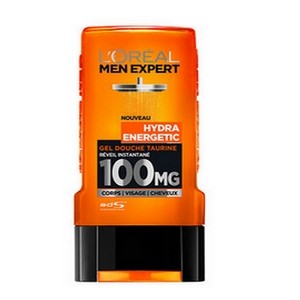 L'ORÉAL
MEN EXPERT
NOUVEAU
HYDRA
ENERGETIC
GEL DOUCHE TAURINE
RÉVEIL INSTANTANÉ
100MG
CORPS | VISAGE | CHEVEUX